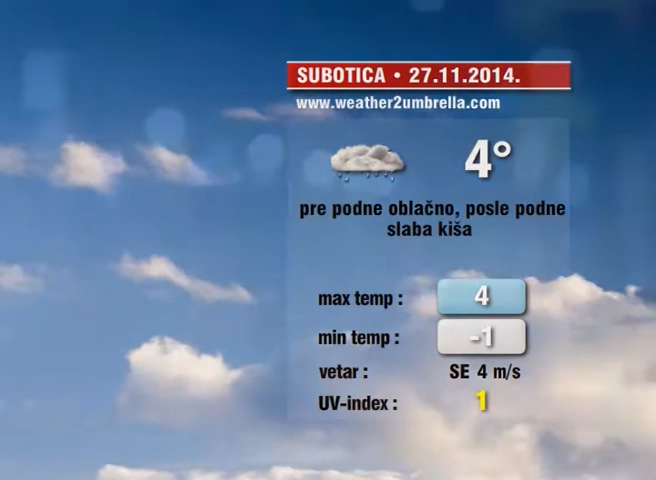 SUBOTICA • 27.11.2014.
www.weather2umbrella.com
4°
pre podne oblačno, posle podne
slaba kiša
max temp : 4
min temp : -1
vetar : SE 4 m/s
UV-index : 1